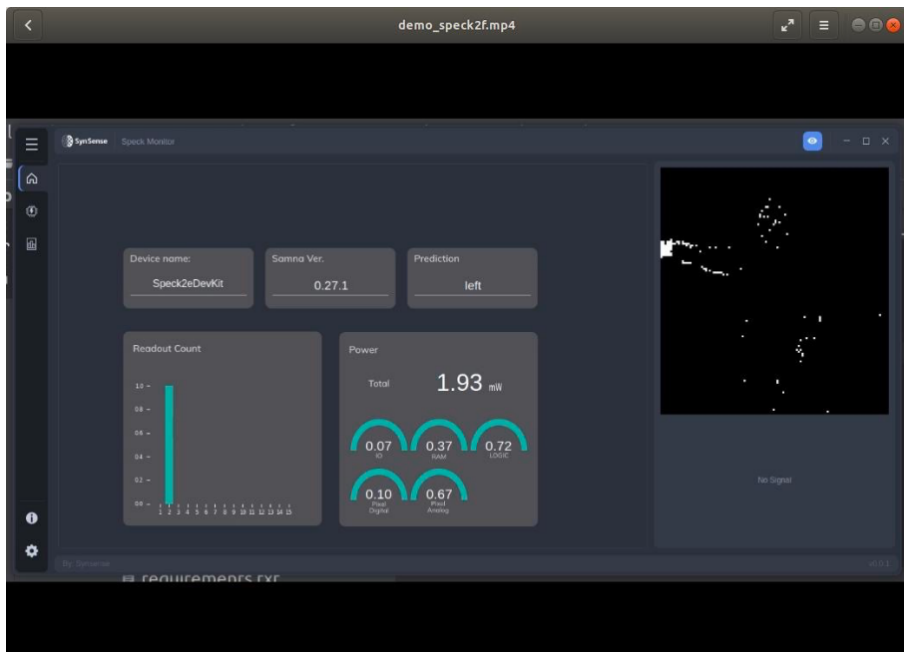 demo_speck2f.mp4
SynSense Speck Monitor
Device name:
Speck2eDevKit
Samna Ver.
0.27.1
Prediction
left
Readout Count
1.0
0.8
0.6
0.4
0.2
0.0
1 2 3 4 5 6 7 8 9 10 11 12 13 14 15
Power
Total 1.93 mW
0.07
IO
0.37
RAM
0.72
LOGIC
0.10
Pixel
Digital
0.67
Pixel
Analog
No Signal
By: Synsense
v0.0.1